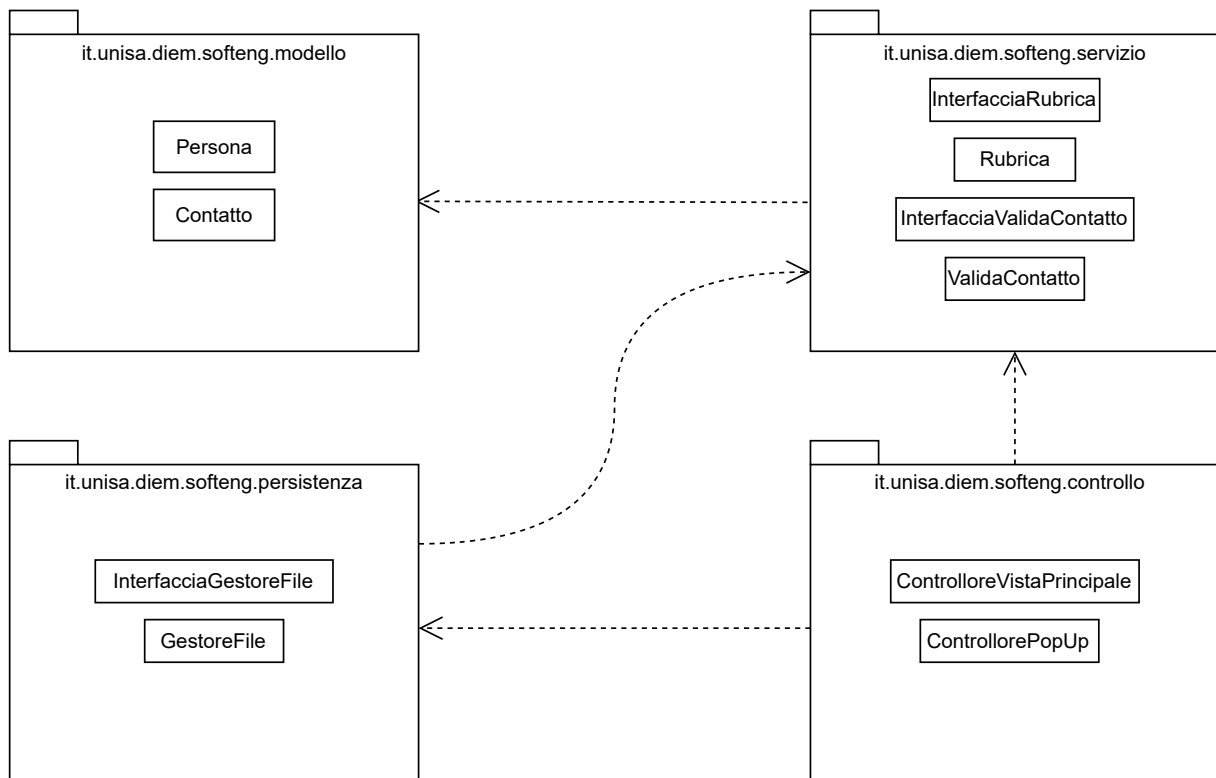 it.unisa.diem.softeng.modello
Persona
Contatto
it.unisa.diem.softeng.servizio
InterfacciaRubrica
Rubrica
InterfacciaValidaContatto
ValidaContatto
it.unisa.diem.softeng.persistenza
InterfacciaGestoreFile
GestoreFile
it.unisa.diem.softeng.controllo
ControlloreVistaPrincipale
ControllorePopUp